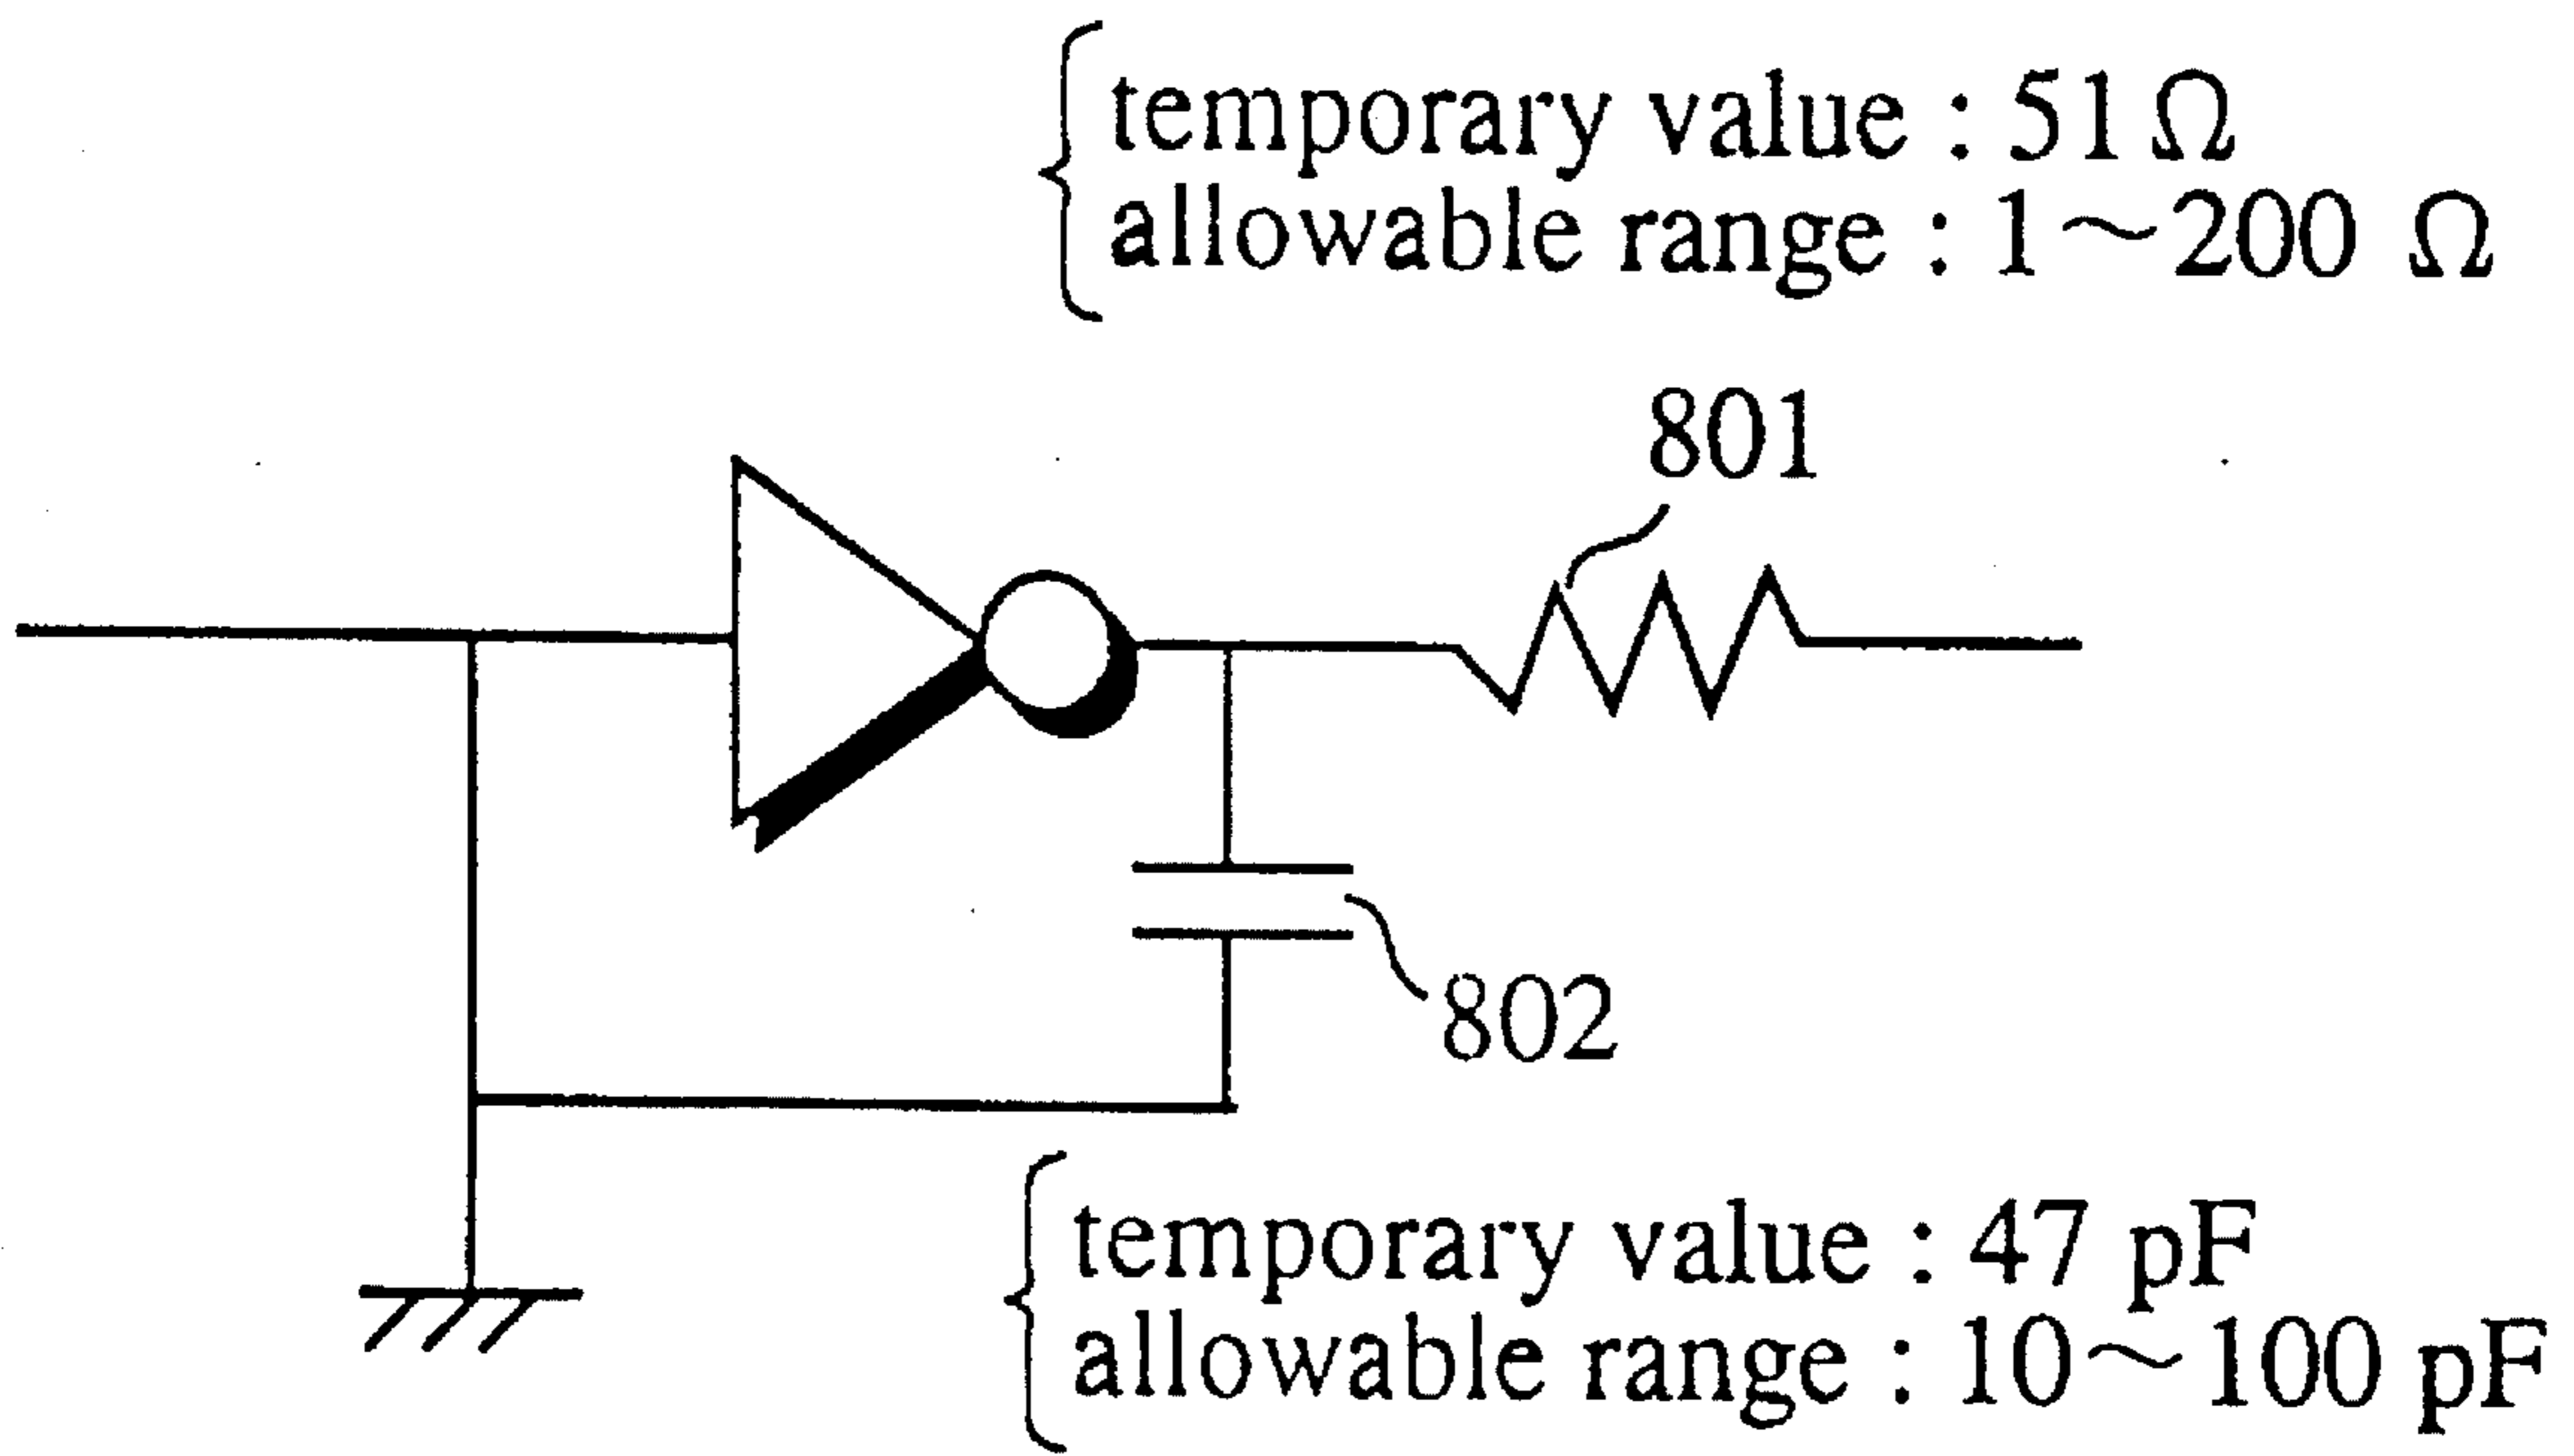 temporary value : 51 Ω
allowable range : 1～200 Ω
801
802
temporary value : 47 pF
allowable range : 10～100 pF